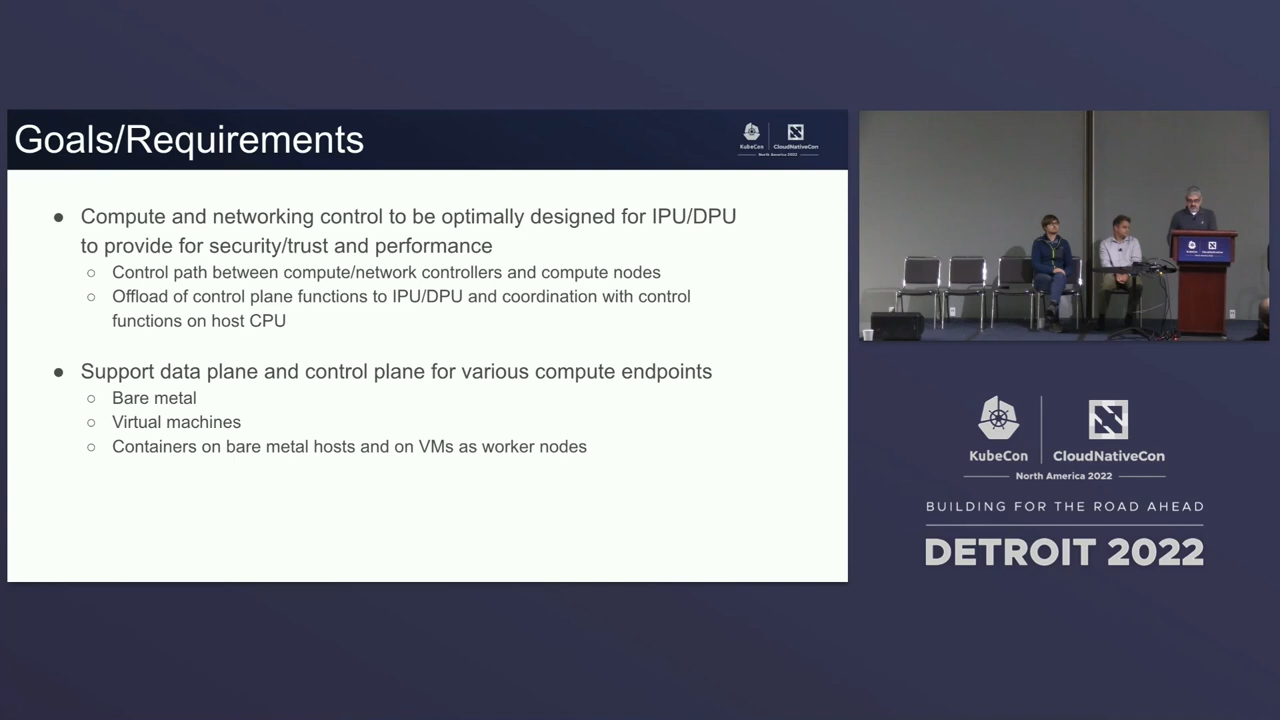 Goals/Requirements
KubeCon
CloudNativeCon
North America 2022
● Compute and networking control to be optimally designed for IPU/DPU
to provide for security/trust and performance
○ Control path between compute/network controllers and compute nodes
○ Offload of control plane functions to IPU/DPU and coordination with control
functions on host CPU
● Support data plane and control plane for various compute endpoints
○ Bare metal
○ Virtual machines
○ Containers on bare metal hosts and on VMs as worker nodes
KubeCon
CloudNativeCon
North America 2022
BUILDING FOR THE ROAD AHEAD
DETROIT 2022